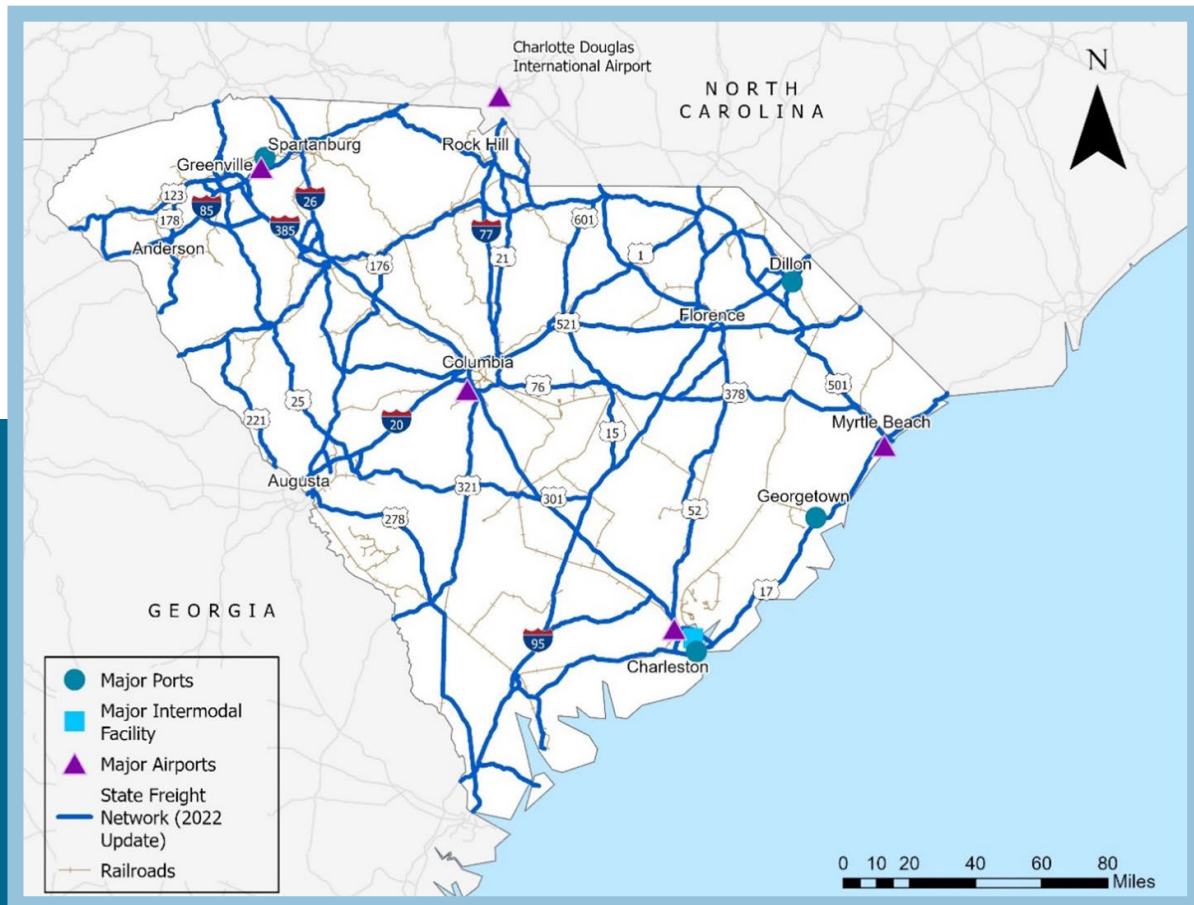 Charlotte Douglas
International Airport
NORTH
CAROLINA
N
Spartanburg
Rock Hill
Greenville
123
85
26
178
385
601
77
Anderson
176
21
1
Dillon
521
Florence
Columbia
76
501
378
25
221
20
15
Myrtle Beach
Augusta
321
301
Georgetown
278
52
17
GEORGIA
95
Charleston
Major Ports
Major Intermodal
Facility
Major Airports
State Freight
Network (2022
Update)
Railroads
0 10 20 40 60 80
Miles